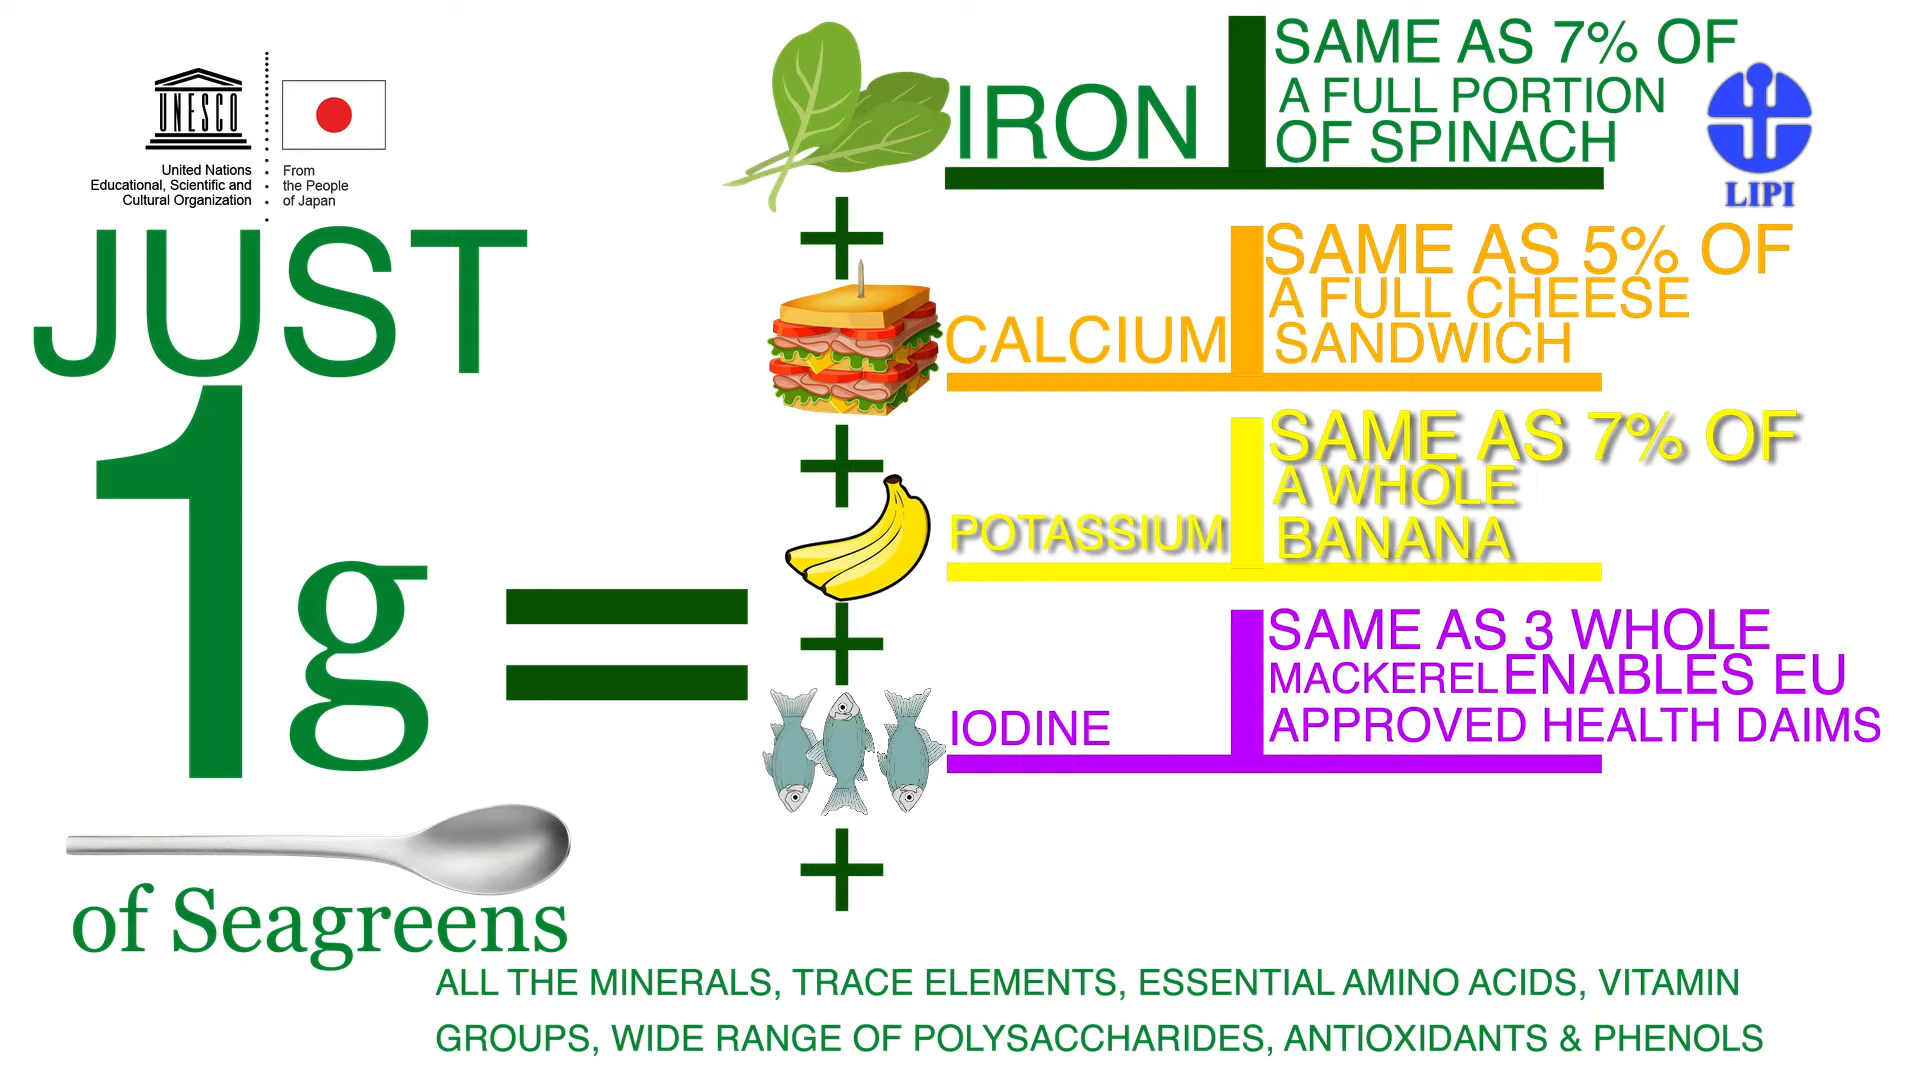 UNESCO
United Nations
Educational, Scientific and
Cultural Organization
From
the People
of Japan
JUST
1g
of Seagreens
IRON
SAME AS 7% OF
A FULL PORTION
OF SPINACH
LIPI
CALCIUM
SAME AS 5% OF
A FULL CHEESE
SANDWICH
POTASSIUM
SAME AS 7% OF
A WHOLE
BANANA
IODINE
SAME AS 3 WHOLE
MACKEREL ENABLES EU
APPROVED HEALTH DAIMS
ALL THE MINERALS, TRACE ELEMENTS, ESSENTIAL AMINO ACIDS, VITAMIN
GROUPS, WIDE RANGE OF POLYSACCHARIDES, ANTIOXIDANTS & PHENOLS